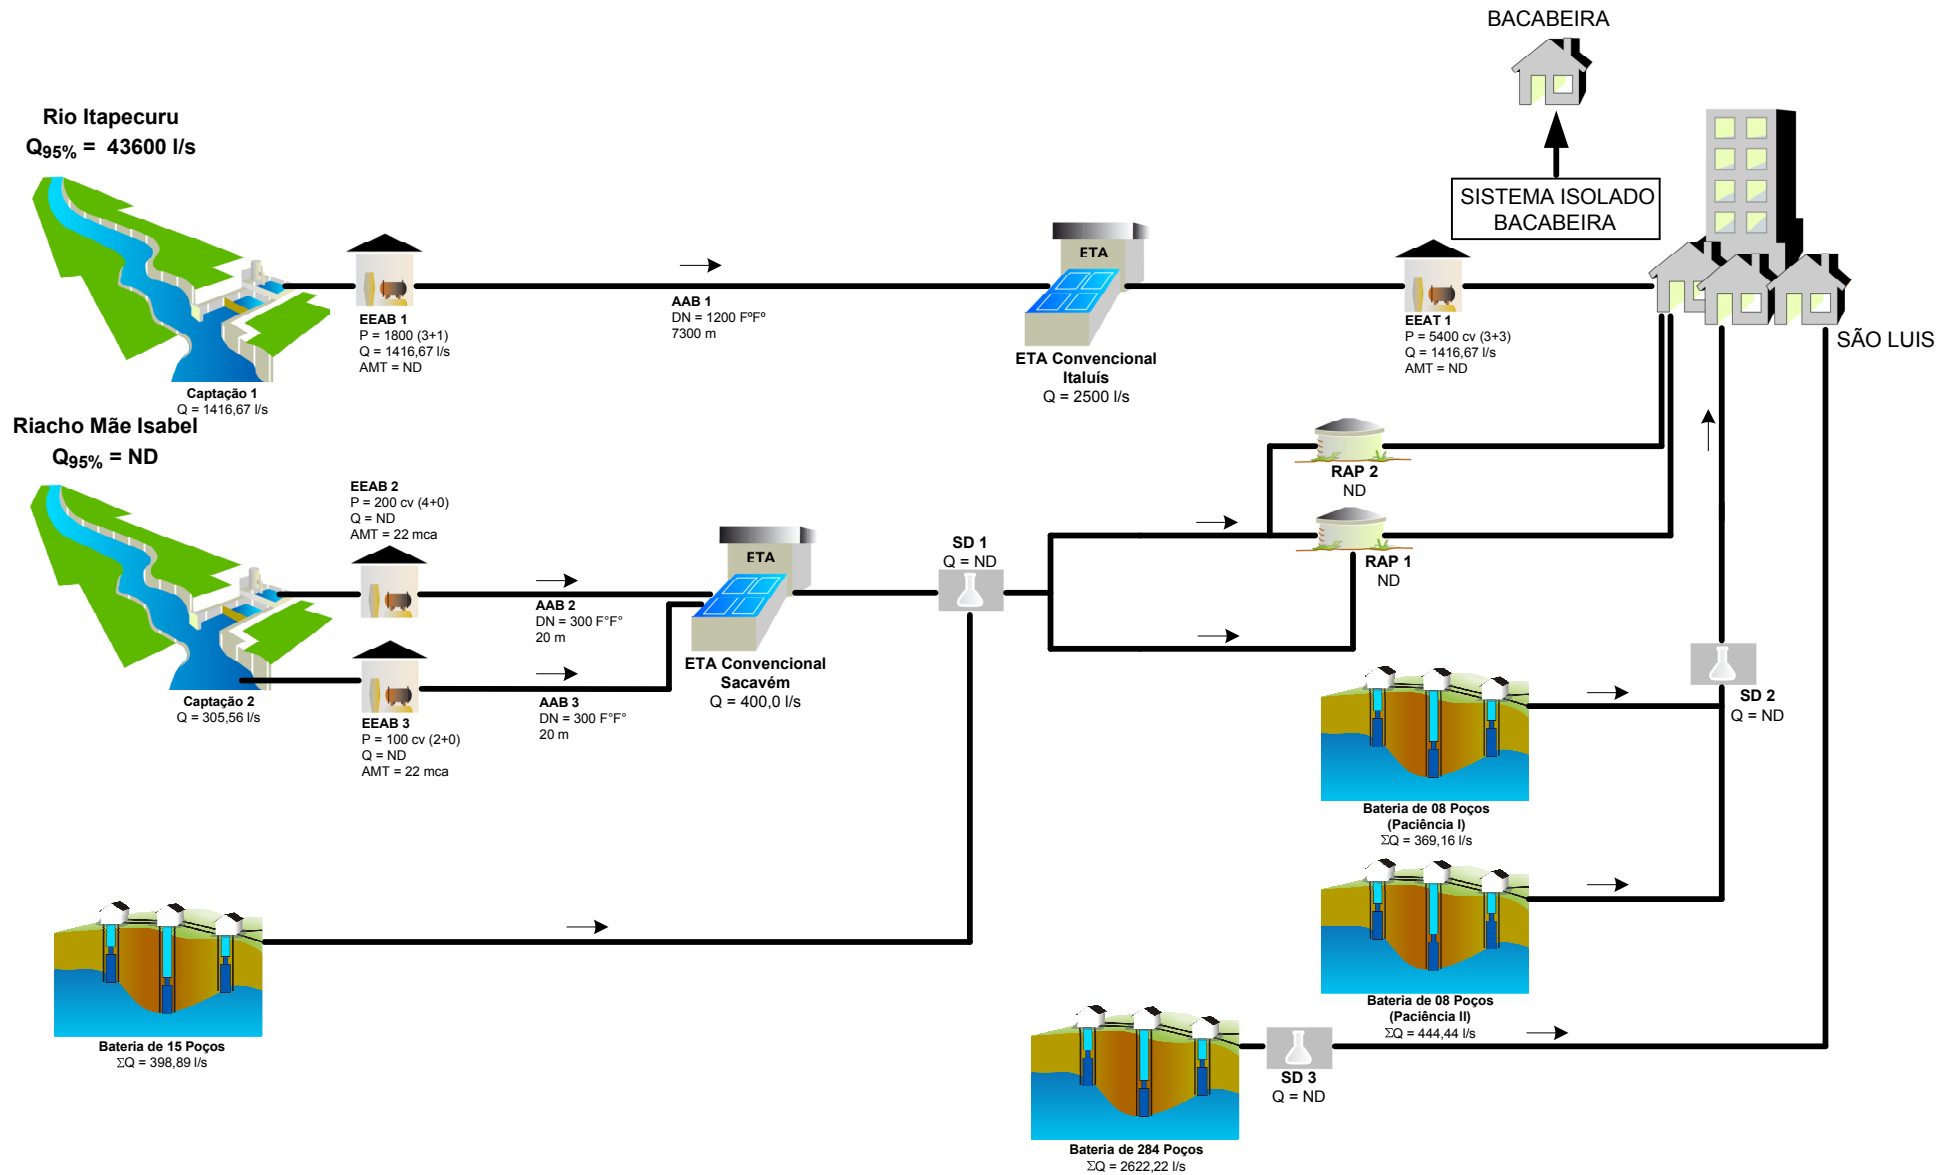 BACABEIRA
Rio Itapecuru
Q95% = 43600 l/s
SISTEMA ISOLADO
BACABEIRA
ETA
EEAB 1
P = 1800 (3+1)
Q = 1416,67 l/s
AMT = ND
AAB 1
DN = 1200 FºFº
7300 m
ETA Convencional
Italuís
Q = 2500 l/s
EEAT 1
P = 5400 cv (3+3)
Q = 1416,67 l/s
AMT = ND
SÃO LUIS
Captação 1
Q = 1416,67 l/s
Riacho Mãe Isabel
Q95% = ND
EEAB 2
P = 200 cv (4+0)
Q = ND
AMT = 22 mca
RAP 2
ND
ETA
SD 1
Q = ND
RAP 1
ND
AAB 2
DN = 300 F°F°
20 m
ETA Convencional
Sacavém
Q = 400,0 l/s
Captação 2
Q = 305,56 l/s
EEAB 3
P = 100 cv (2+0)
Q = ND
AMT = 22 mca
AAB 3
DN = 300 F°F°
20 m
SD 2
Q = ND
Bateria de 08 Poços
(Paciência I)
ΣQ = 369,16 l/s
Bateria de 08 Poços
(Paciência II)
ΣQ = 444,44 l/s
Bateria de 15 Poços
ΣQ = 398,89 l/s
SD 3
Q = ND
Bateria de 284 Poços
ΣQ = 2622,22 l/s